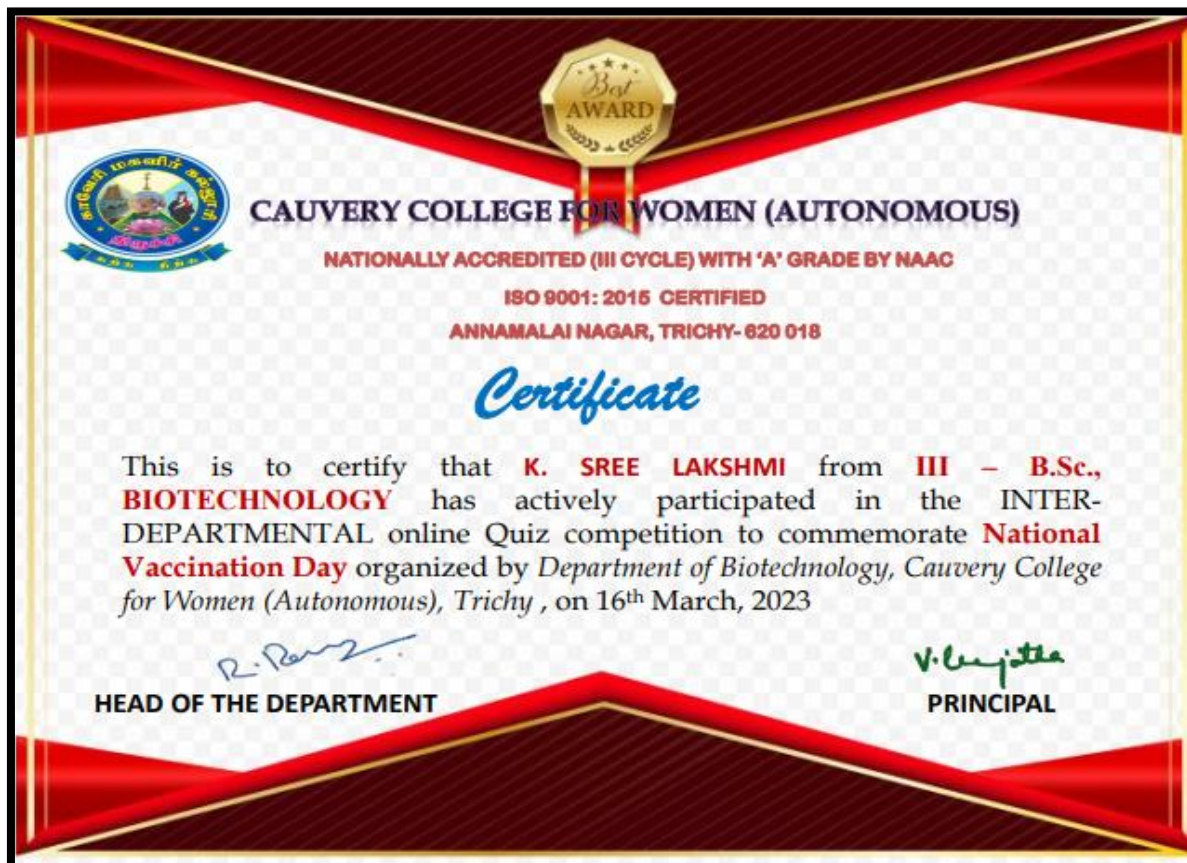 Best
AWARD
காவேரி மகளிர் கல்லூரி
திருச்சி
கற்க நிற்க
CAUVERY COLLEGE FOR WOMEN (AUTONOMOUS)
NATIONALLY ACCREDITED (III CYCLE) WITH 'A' GRADE BY NAAC
ISO 9001: 2015 CERTIFIED
ANNAMALAI NAGAR, TRICHY- 620 018
Certificate
This is to certify that K. SREE LAKSHMI from III – B.Sc.,
BIOTECHNOLOGY has actively participated in the INTER-
DEPARTMENTAL online Quiz competition to commemorate National
Vaccination Day organized by Department of Biotechnology, Cauvery College
for Women (Autonomous), Trichy , on 16th March, 2023
HEAD OF THE DEPARTMENT
PRINCIPAL